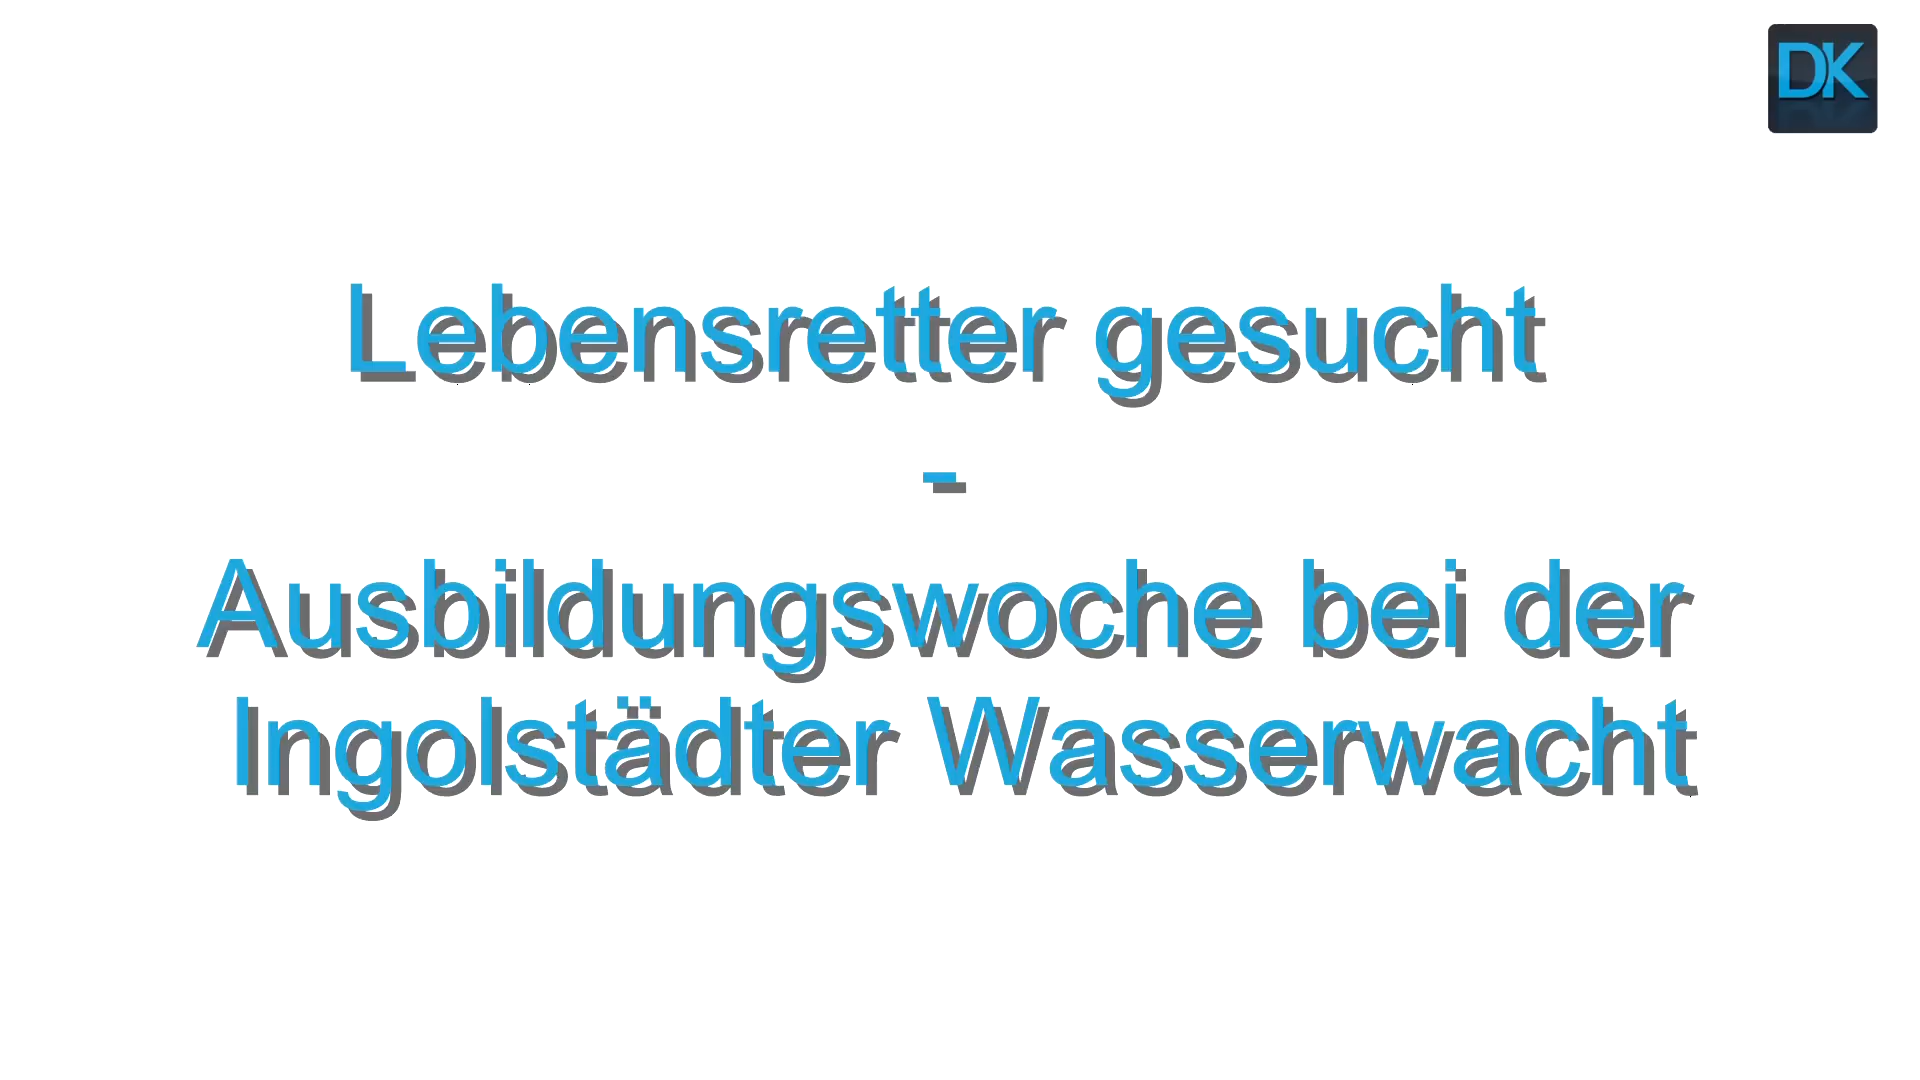 DK
Lebensretter gesucht
-
Ausbildungswoche bei der
Ingolstädter Wasserwacht